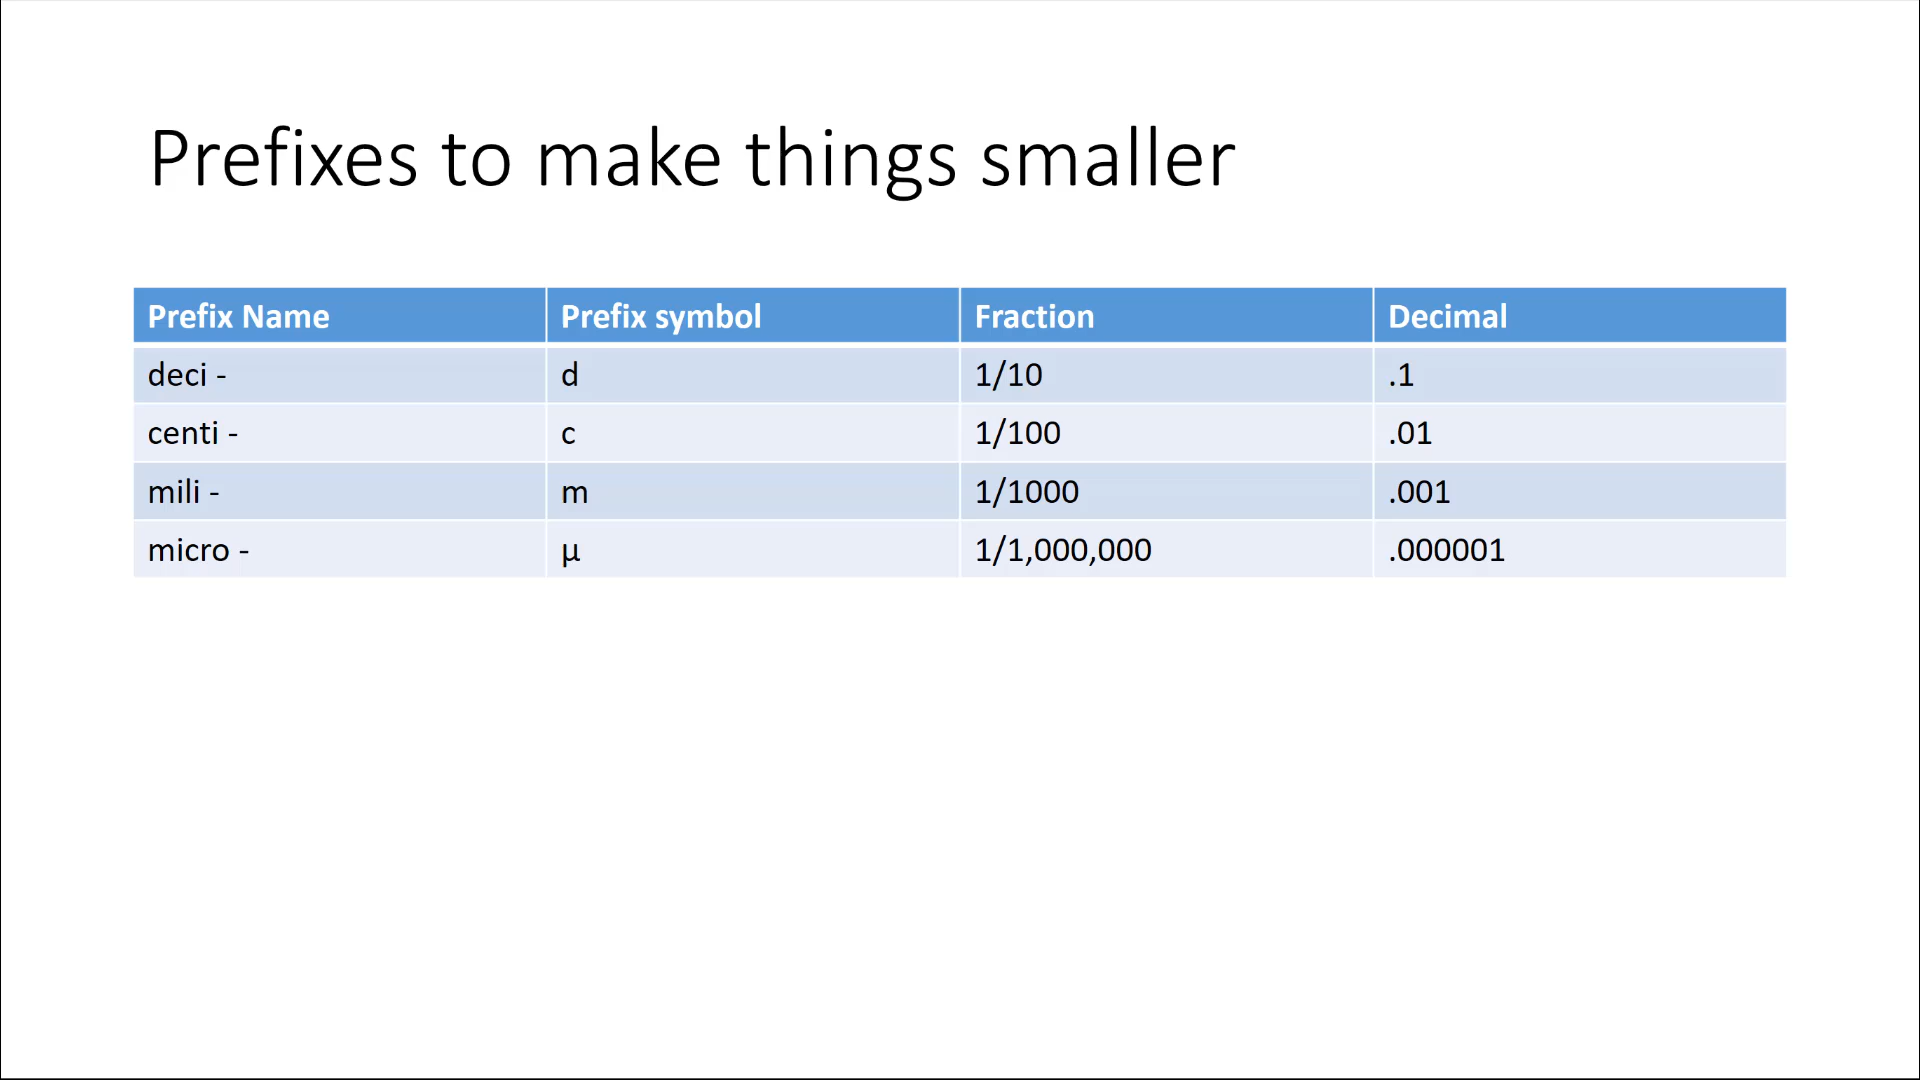 Prefixes to make things smaller
Prefix Name Prefix symbol Fraction Decimal
deci - d 1/10 .1
centi - c 1/100 .01
mili - m 1/1000 .001
micro - µ 1/1,000,000 .000001